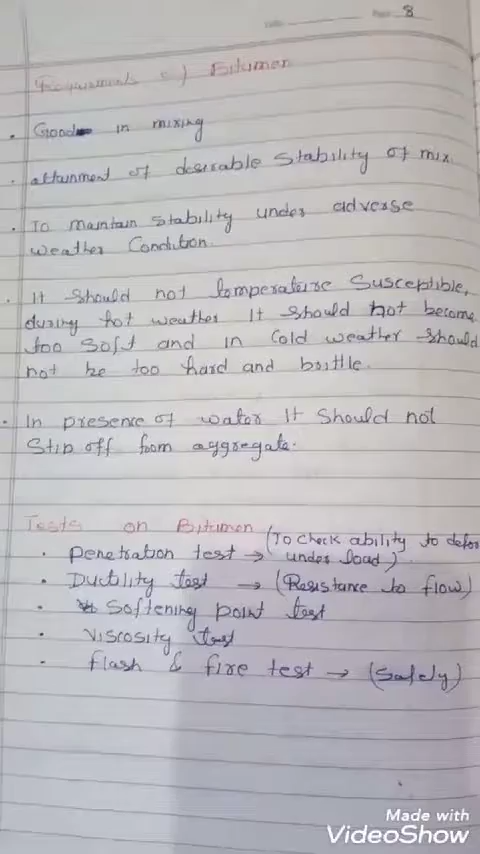 8
Requirements of Bitumen
• Good in mixing
• attainment of desirable stability of mix
• To maintain stability under adverse
weather Condition.
• It should not temperature Susceptible,
during hot weather It should not become
too Soft and in Cold weather should
not be too hard and brittle.
• In presence of water It should not
Stip off from aggregate.
Tests on Bitumen
(To check ability to defor
• penetration test → under load)
• Ductility test → (Resistance to flow)
• Softening point test
• Viscosity test
• flash & fire test → (Safely)
Made with
VideoShow